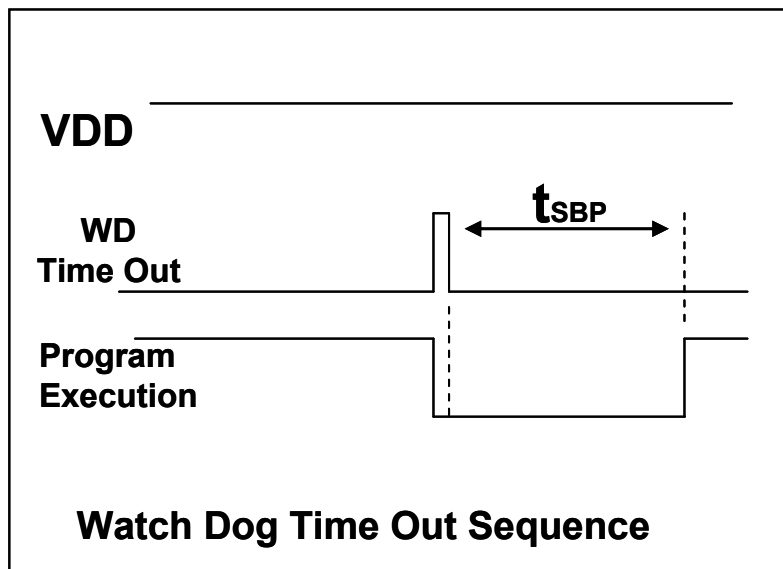 VDD
tSBP
WD
Time Out
Program
Execution
Watch Dog Time Out Sequence